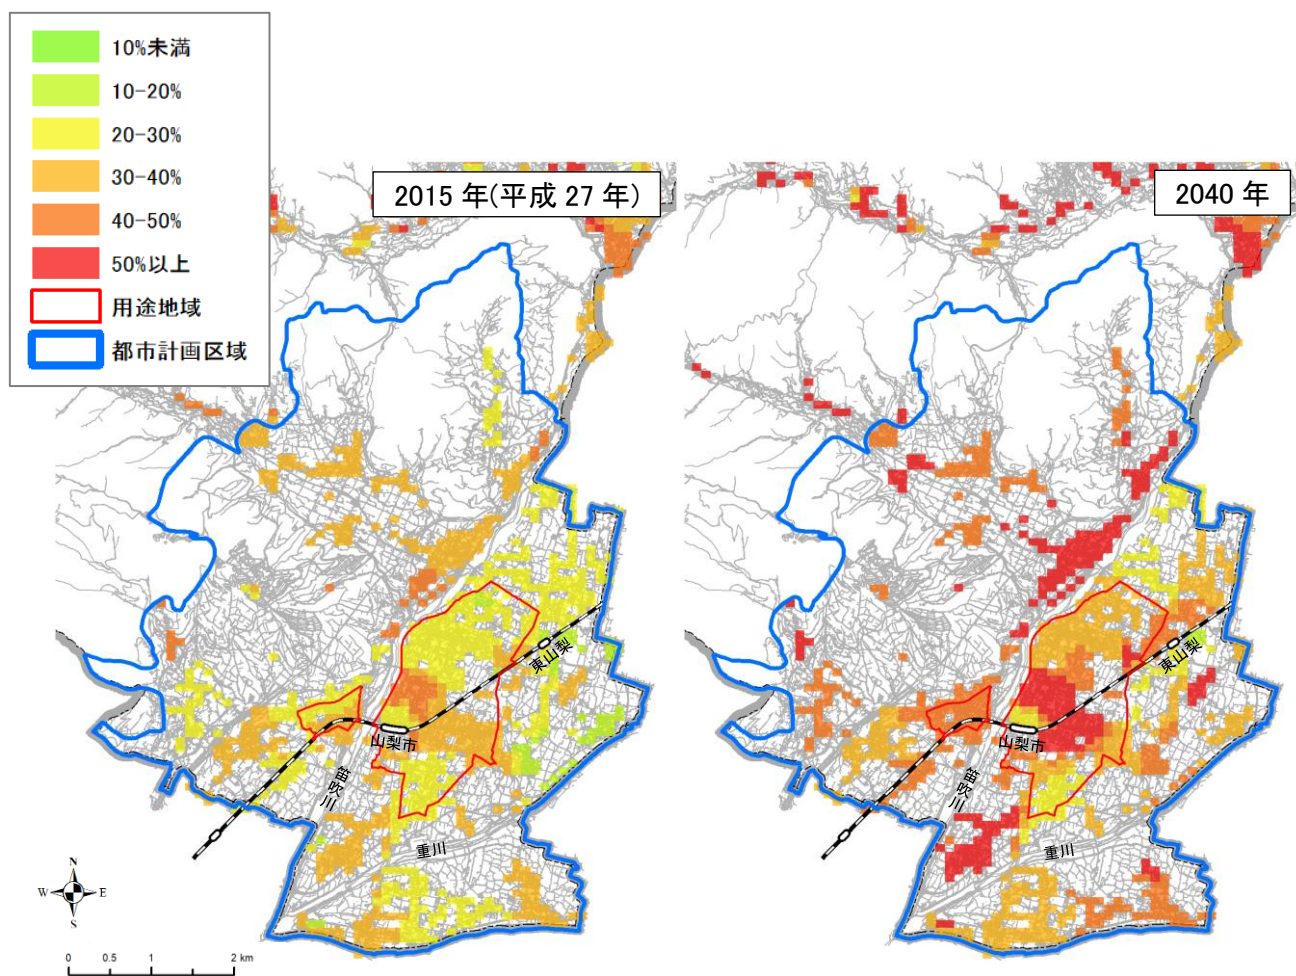 10%未満
10-20%
20-30%
30-40%
40-50%
50%以上
用途地域
都市計画区域
2015 年(平成 27 年)
2040 年
東山梨
山梨市
笛吹川
重川
東山梨
山梨市
笛吹川
重川
N
W E
S
0 0.5 1 2 km